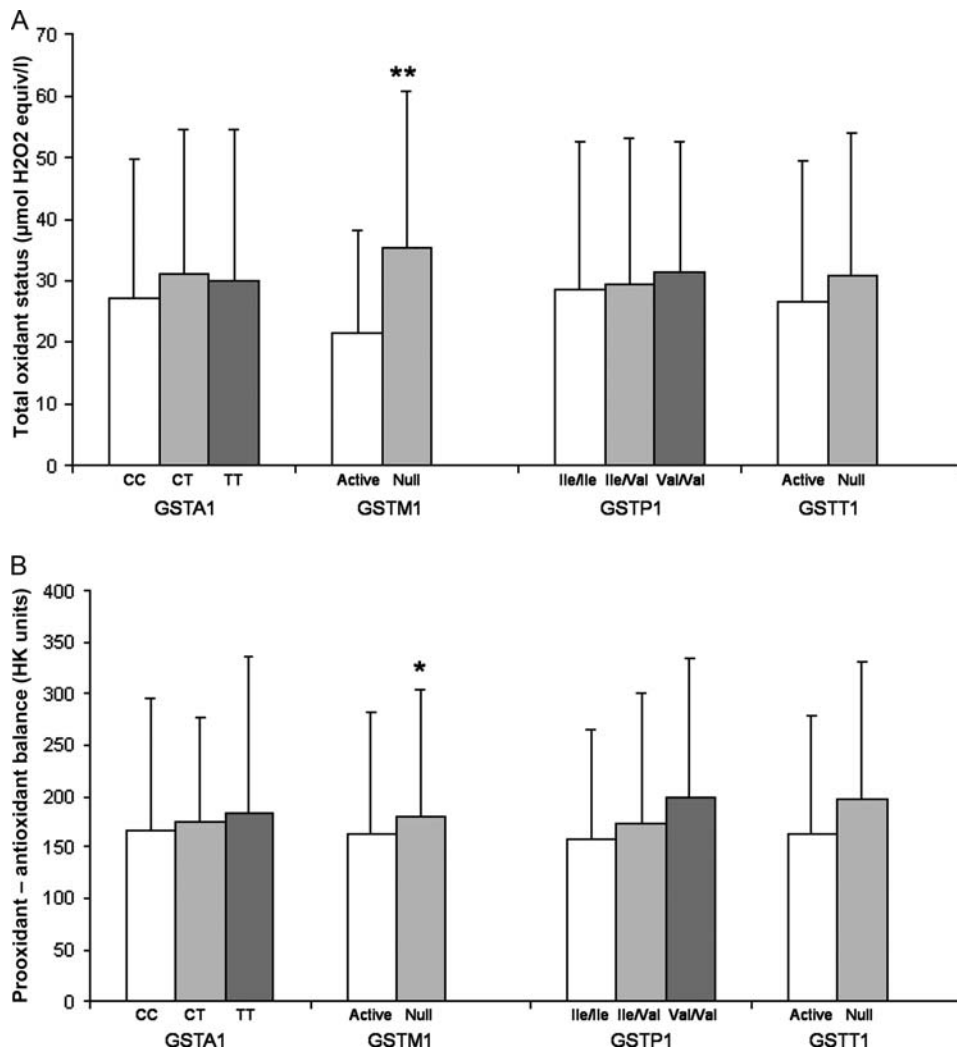 A
Total oxidant status (µmol H2O2 equiv/l)
70
60
50
40
30
20
10
0
**
CC CT TT Active Null Ile/Ile Ile/Val Val/Val Active Null
GSTA1 GSTM1 GSTP1 GSTT1
B
Prooxidant – antioxidant balance (HK units)
400
350
300
250
200
150
100
50
0
*
CC CT TT Active Null Ile/Ile Ile/Val Val/Val Active Null
GSTA1 GSTM1 GSTP1 GSTT1